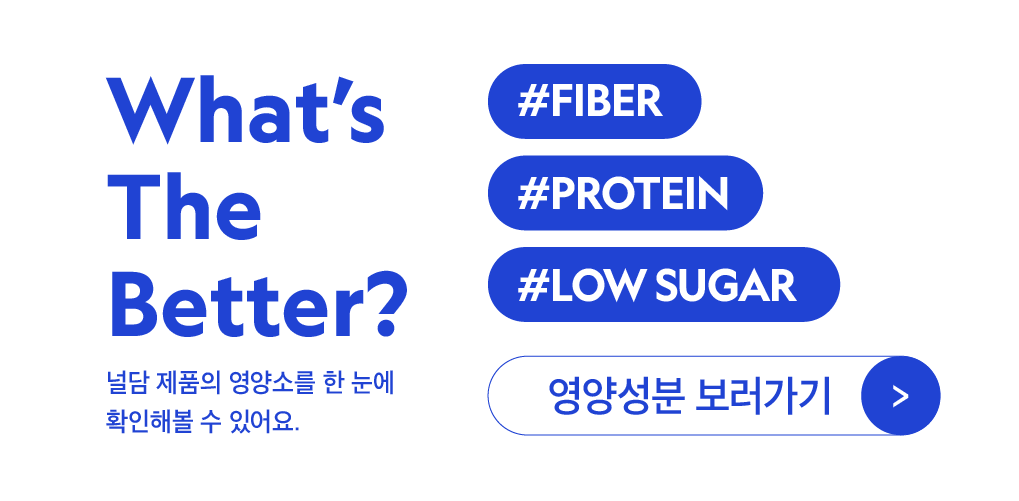 What's
The
Better?
널담 제품의 영양소를 한 눈에
확인해볼 수 있어요.
#FIBER
#PROTEIN
#LOW SUGAR
영양성분 보러가기 >